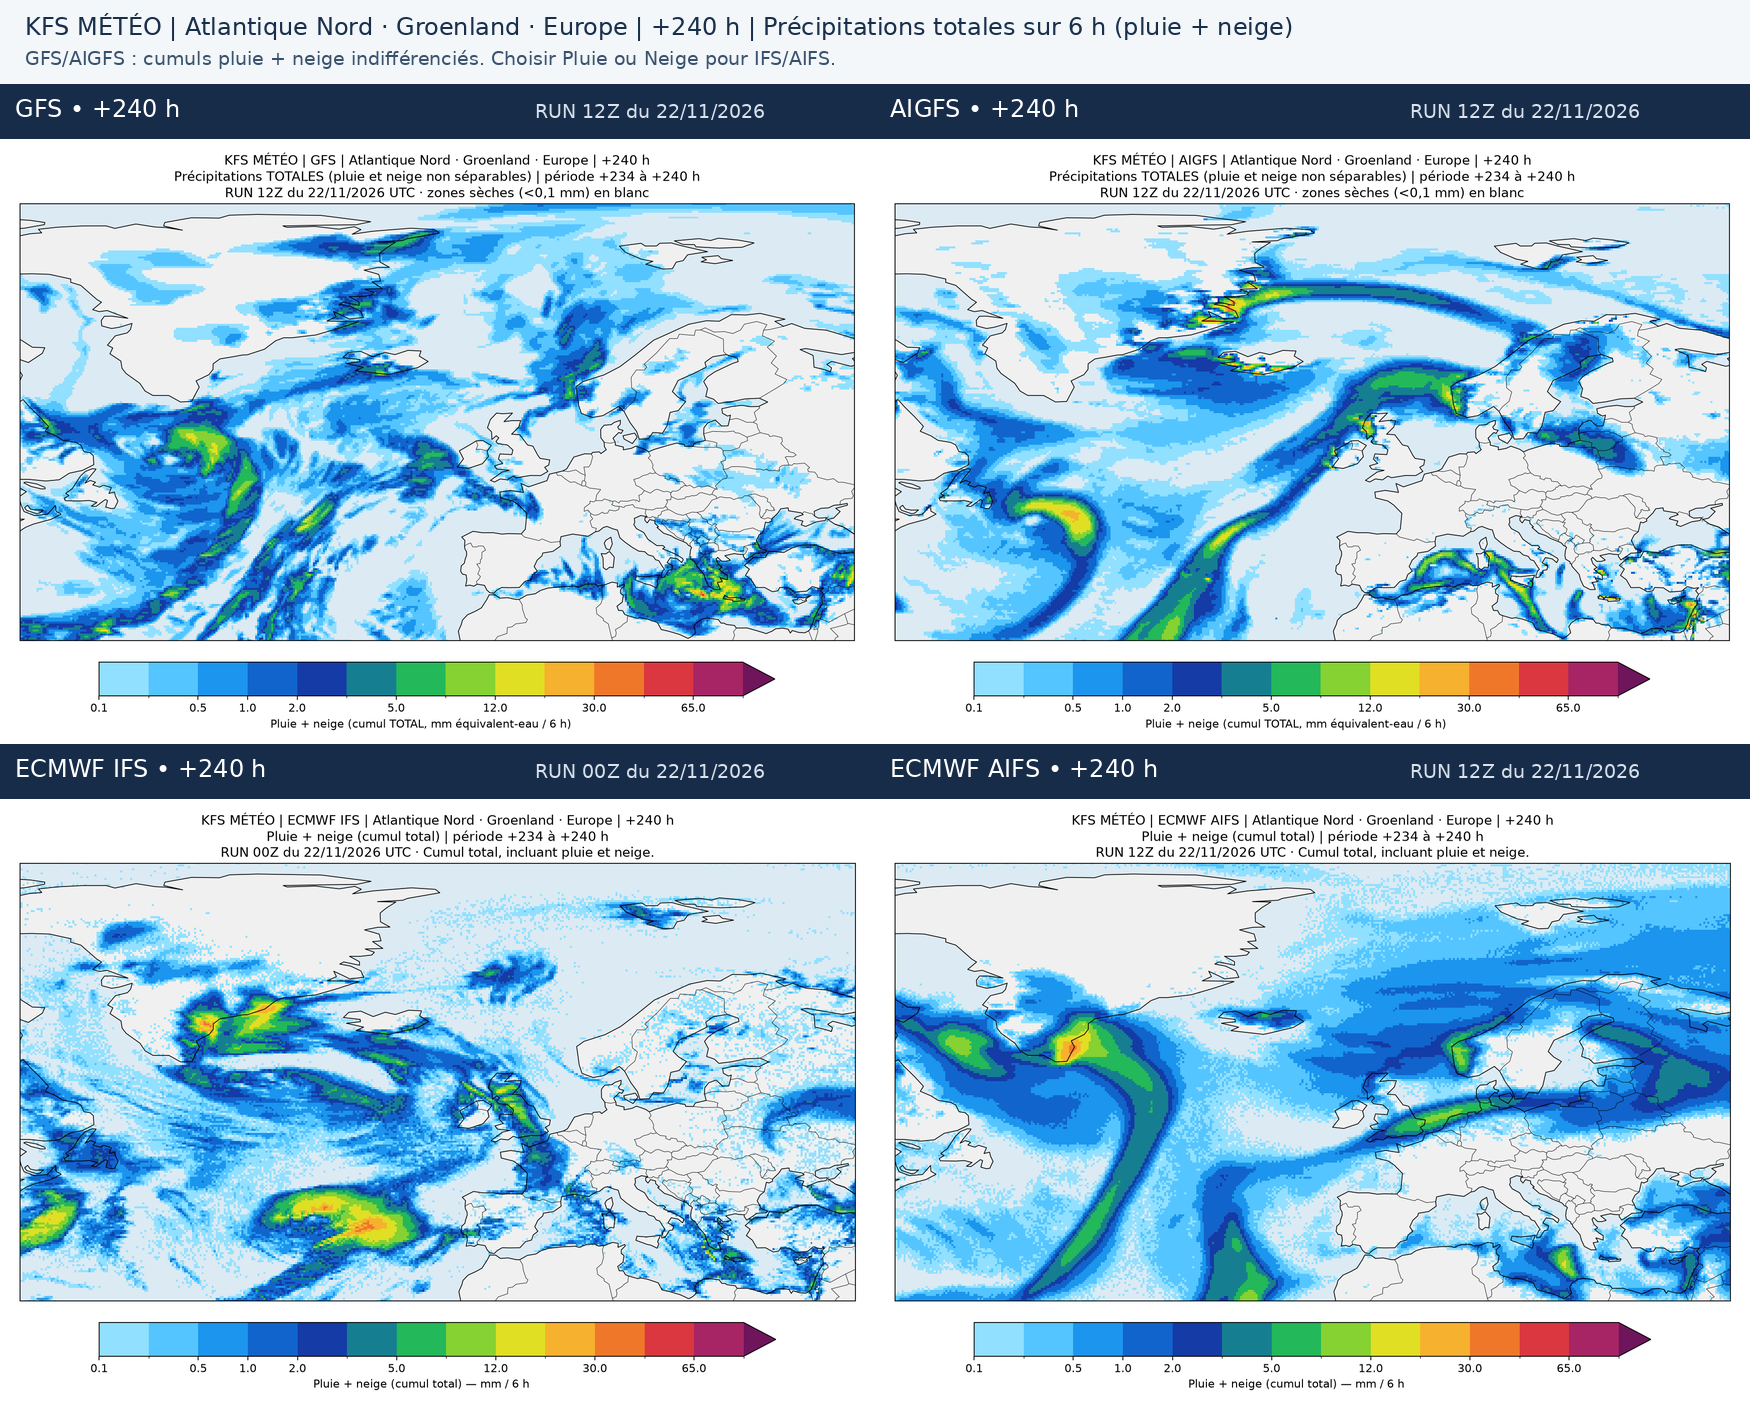 KFS MÉTÉO | Atlantique Nord · Groenland · Europe | +240 h | Précipitations totales sur 6 h (pluie + neige)
GFS/AIGFS : cumuls pluie + neige indifférenciés. Choisir Pluie ou Neige pour IFS/AIFS.
GFS • +240 h
RUN 12Z du 22/11/2026
KFS MÉTÉO | GFS | Atlantique Nord · Groenland · Europe | +240 h
Précipitations TOTALES (pluie et neige non séparables) | période +234 à +240 h
RUN 12Z du 22/11/2026 UTC · zones sèches (<0,1 mm) en blanc
0.1 0.5 1.0 2.0 5.0 12.0 30.0 65.0
Pluie + neige (cumul TOTAL, mm équivalent-eau / 6 h)
AIGFS • +240 h
RUN 12Z du 22/11/2026
KFS MÉTÉO | AIGFS | Atlantique Nord · Groenland · Europe | +240 h
Précipitations TOTALES (pluie et neige non séparables) | période +234 à +240 h
RUN 12Z du 22/11/2026 UTC · zones sèches (<0,1 mm) en blanc
0.1 0.5 1.0 2.0 5.0 12.0 30.0 65.0
Pluie + neige (cumul TOTAL, mm équivalent-eau / 6 h)
ECMWF IFS • +240 h
RUN 00Z du 22/11/2026
KFS MÉTÉO | ECMWF IFS | Atlantique Nord · Groenland · Europe | +240 h
Pluie + neige (cumul total) | période +234 à +240 h
RUN 00Z du 22/11/2026 UTC · Cumul total, incluant pluie et neige.
0.1 0.5 1.0 2.0 5.0 12.0 30.0 65.0
Pluie + neige (cumul total) — mm / 6 h
ECMWF AIFS • +240 h
RUN 12Z du 22/11/2026
KFS MÉTÉO | ECMWF AIFS | Atlantique Nord · Groenland · Europe | +240 h
Pluie + neige (cumul total) | période +234 à +240 h
RUN 12Z du 22/11/2026 UTC · Cumul total, incluant pluie et neige.
0.1 0.5 1.0 2.0 5.0 12.0 30.0 65.0
Pluie + neige (cumul total) — mm / 6 h